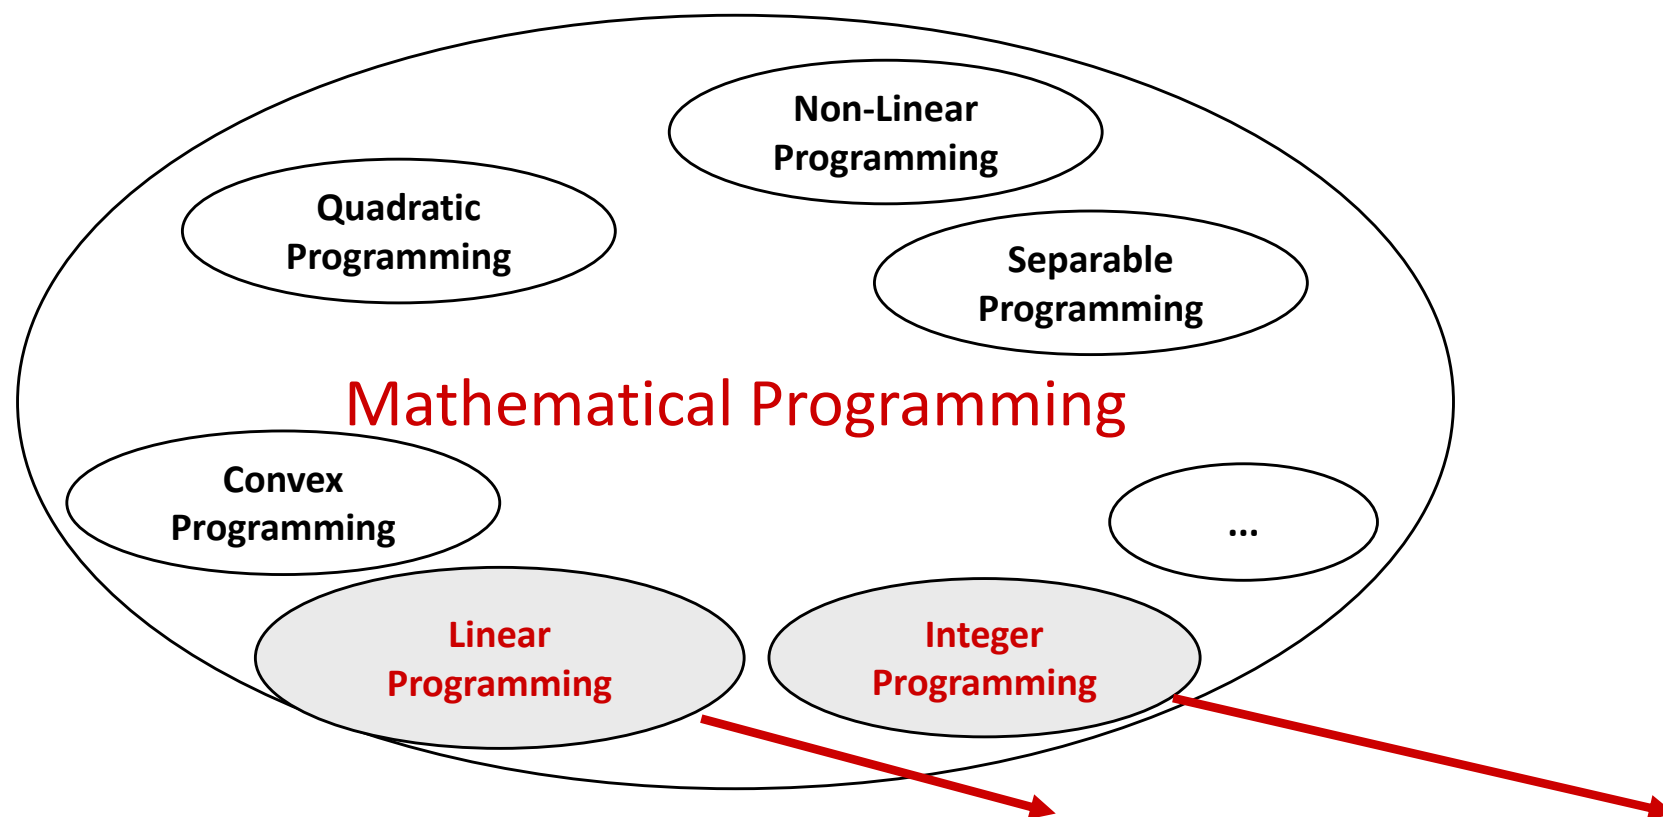 Non-Linear
Programming
Quadratic
Programming
Separable
Programming
Mathematical Programming
Convex
Programming
...
Linear
Programming
Integer
Programming